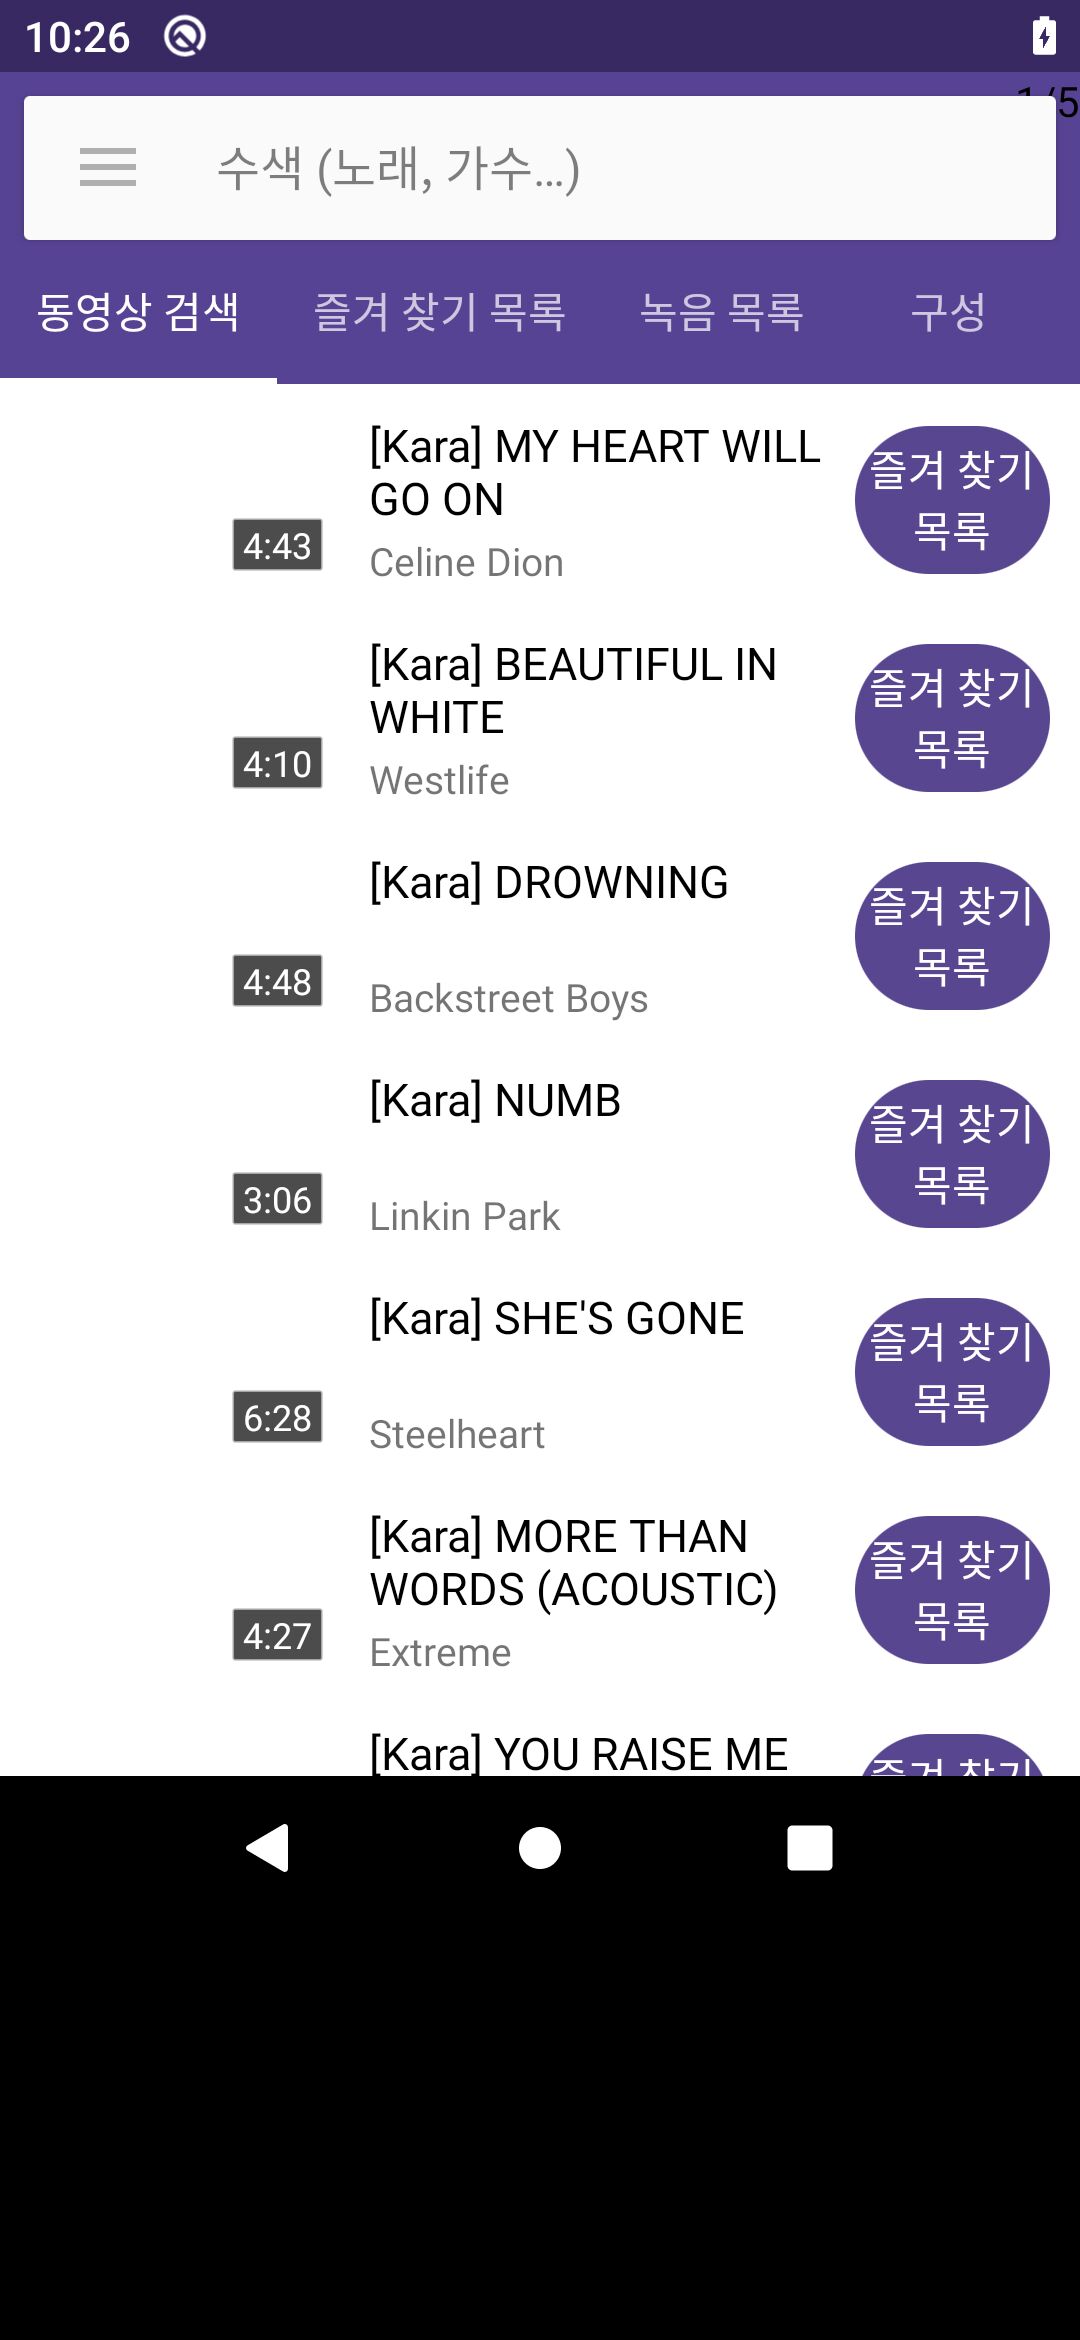 10:26
1/5
수색 (노래, 가수...)
동영상 검색
즐겨 찾기 목록
녹음 목록
구성
[Kara] MY HEART WILL
GO ON
4:43
Celine Dion
즐겨 찾기
목록
[Kara] BEAUTIFUL IN
WHITE
4:10
Westlife
즐겨 찾기
목록
[Kara] DROWNING
4:48
Backstreet Boys
즐겨 찾기
목록
[Kara] NUMB
3:06
Linkin Park
즐겨 찾기
목록
[Kara] SHE'S GONE
6:28
Steelheart
즐겨 찾기
목록
[Kara] MORE THAN
WORDS (ACOUSTIC)
4:27
Extreme
즐겨 찾기
목록
[Kara] YOU RAISE ME
즐겨 찾기